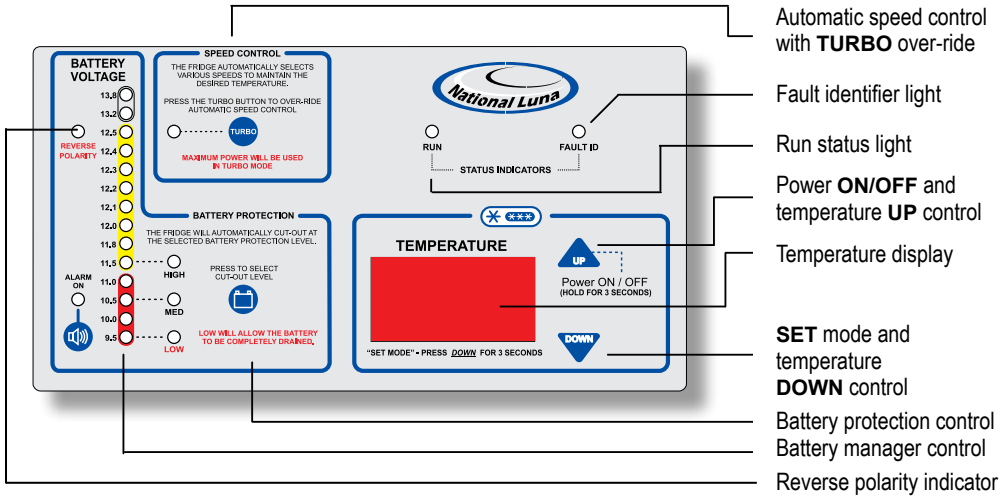 BATTERY
VOLTAGE
13.8
13.2
12.5
12.4
12.3
12.2
12.1
12.0
11.8
11.5
11.0
10.5
10.0
9.5
REVERSE
POLARITY
ALARM
ON
SPEED CONTROL
THE FRIDGE AUTOMATICALLY SELECTS
VARIOUS SPEEDS TO MAINTAIN THE
DESIRED TEMPERATURE.
PRESS THE TURBO BUTTON TO OVER-RIDE
AUTOMATIC SPEED CONTROL
TURBO
MAXIMUM POWER WILL BE USED
IN TURBO MODE
BATTERY PROTECTION
THE FRIDGE WILL AUTOMATICALLY CUT-OUT AT
THE SELECTED BATTERY PROTECTION LEVEL.
HIGH
MED
LOW
PRESS TO SELECT
CUT-OUT LEVEL
LOW WILL ALLOW THE BATTERY
TO BE COMPLETELY DRAINED.
National Luna
RUN
FAULT ID
STATUS INDICATORS
TEMPERATURE
UP
Power ON / OFF
(HOLD FOR 3 SECONDS)
DOWN
"SET MODE" - PRESS DOWN FOR 3 SECONDS
Automatic speed control
with TURBO over-ride
Fault identifier light
Run status light
Power ON/OFF and
temperature UP control
Temperature display
SET mode and
temperature
DOWN control
Battery protection control
Battery manager control
Reverse polarity indicator